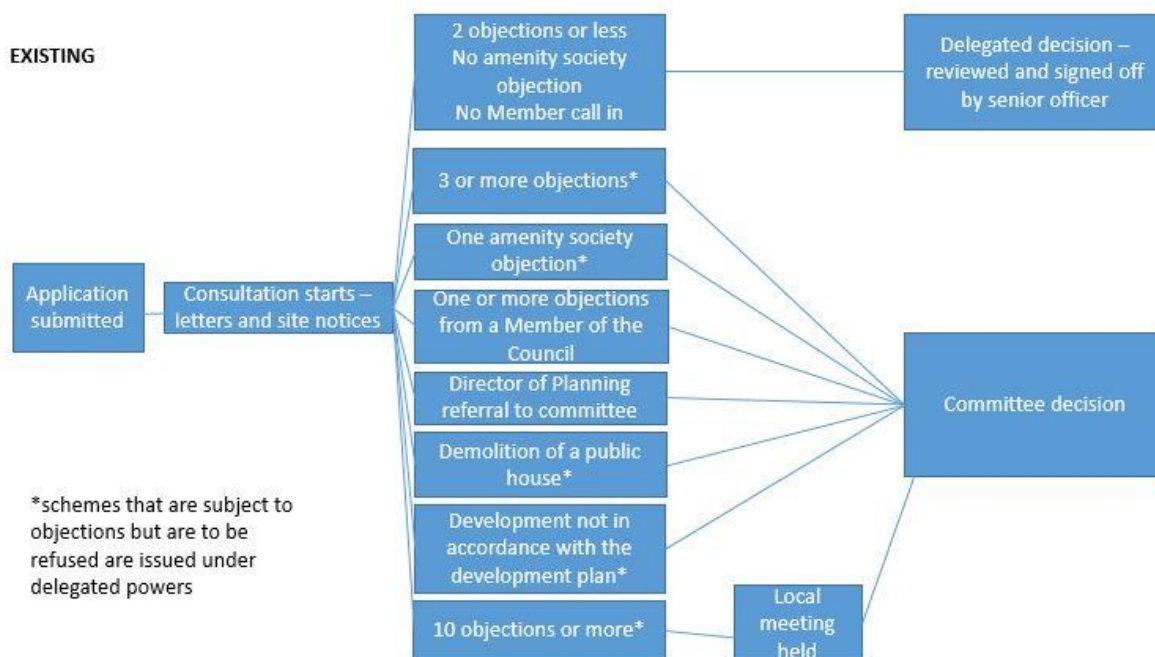 EXISTING
2 objections or less
No amenity society
objection
No Member call in
Delegated decision –
reviewed and signed off
by senior officer
3 or more objections*
One amenity society
objection*
Application
submitted
Consultation starts –
letters and site notices
One or more objections
from a Member of the
Council
Director of Planning
referral to committee
Committee decision
Demolition of a public
house*
*schemes that are subject to
objections but are to be
refused are issued under
delegated powers
Development not in
accordance with the
development plan*
10 objections or more*
Local
meeting
held